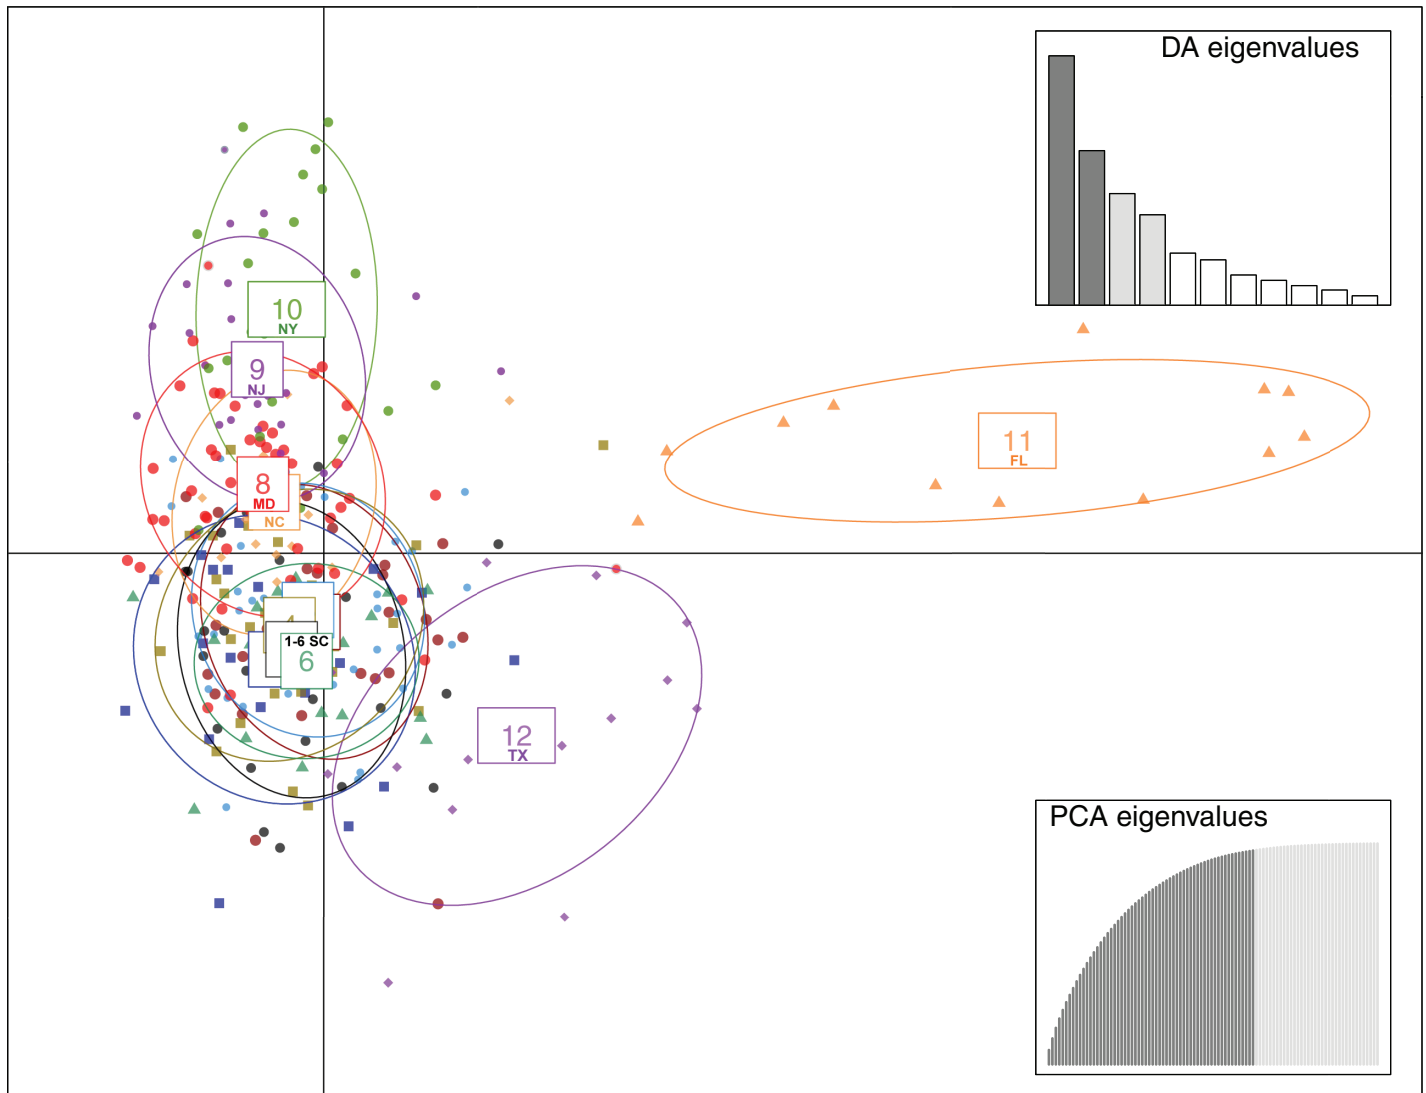 DA eigenvalues
10
NY
9
NJ
11
FL
8
MD
NC
1-6 SC
6
12
TX
PCA eigenvalues